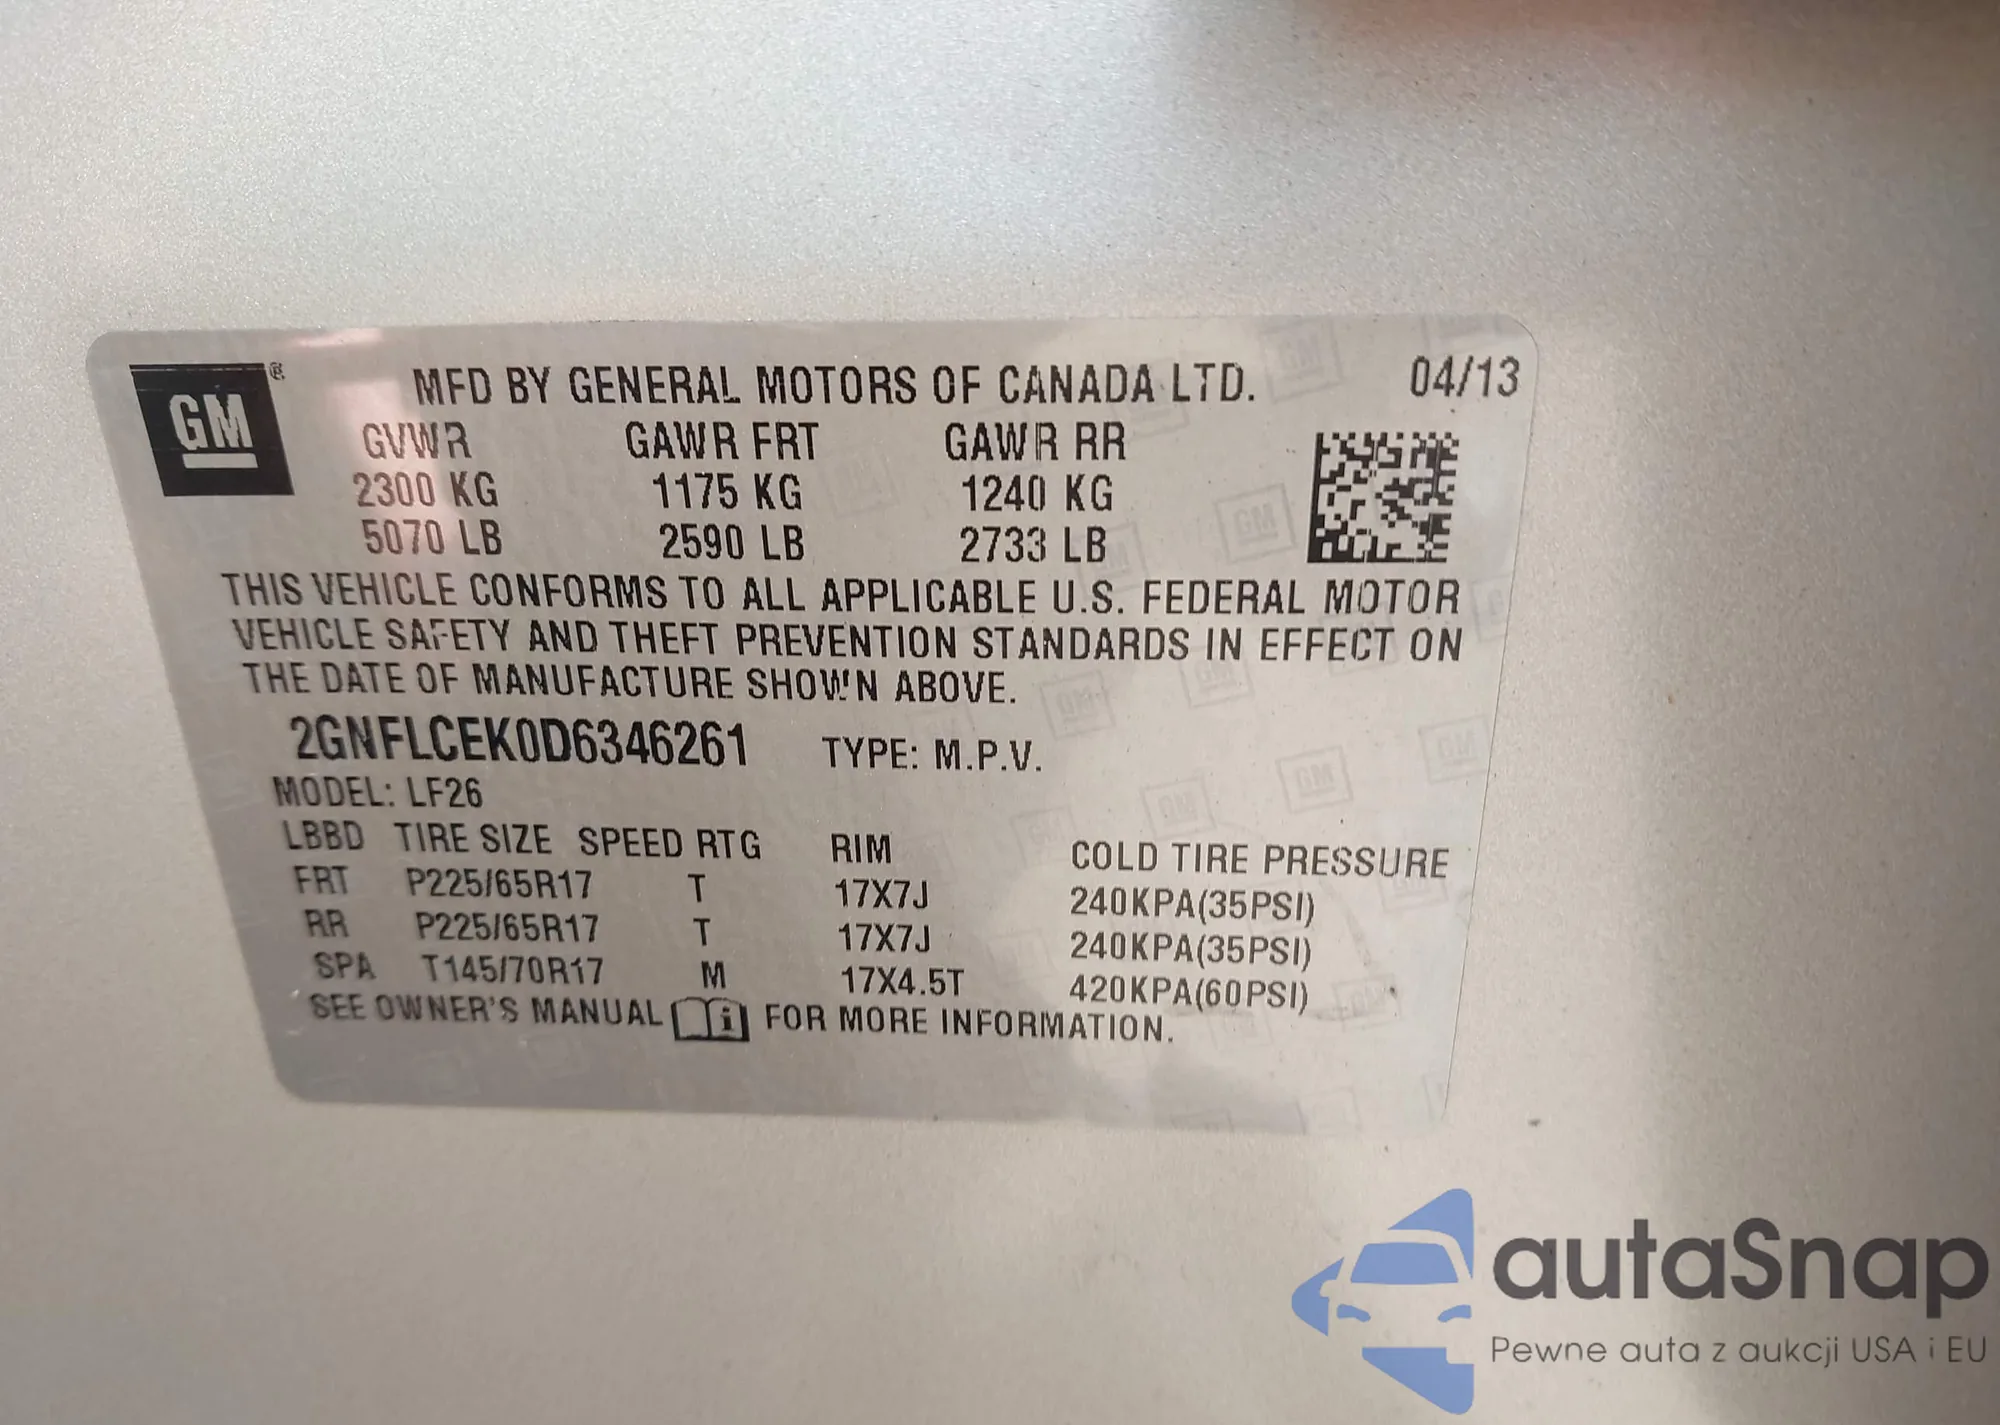 GM
MFD BY GENERAL MOTORS OF CANADA LTD. 04/13
GVWR GAWR FRT GAWR RR
2300 KG 1175 KG 1240 KG
5070 LB 2590 LB 2733 LB
THIS VEHICLE CONFORMS TO ALL APPLICABLE U.S. FEDERAL MOTOR
VEHICLE SAFETY AND THEFT PREVENTION STANDARDS IN EFFECT ON
THE DATE OF MANUFACTURE SHOWN ABOVE.
2GNFLCEK0D6346261 TYPE: M.P.V.
MODEL: LF26
LBBD TIRE SIZE SPEED RTG RIM COLD TIRE PRESSURE
FRT P225/65R17 T 17X7J 240KPA(35PSI)
RR P225/65R17 T 17X7J 240KPA(35PSI)
SPA T145/70R17 M 17X4.5T 420KPA(60PSI)
SEE OWNER'S MANUAL i FOR MORE INFORMATION.
autaSnap
Pewne auta z aukcji USA i EU